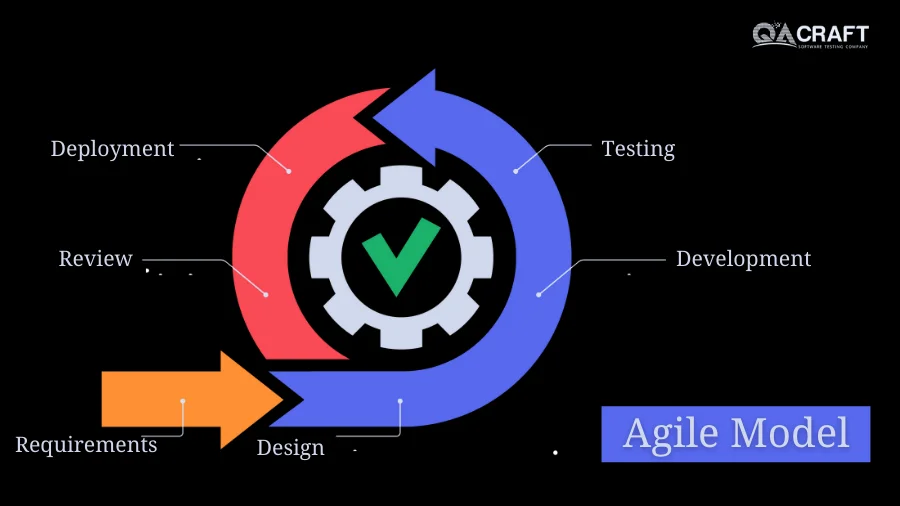 QACRAFT
SOFTWARE TESTING COMPANY
Deployment
Testing
Review
Development
Requirements
Design
Agile Model